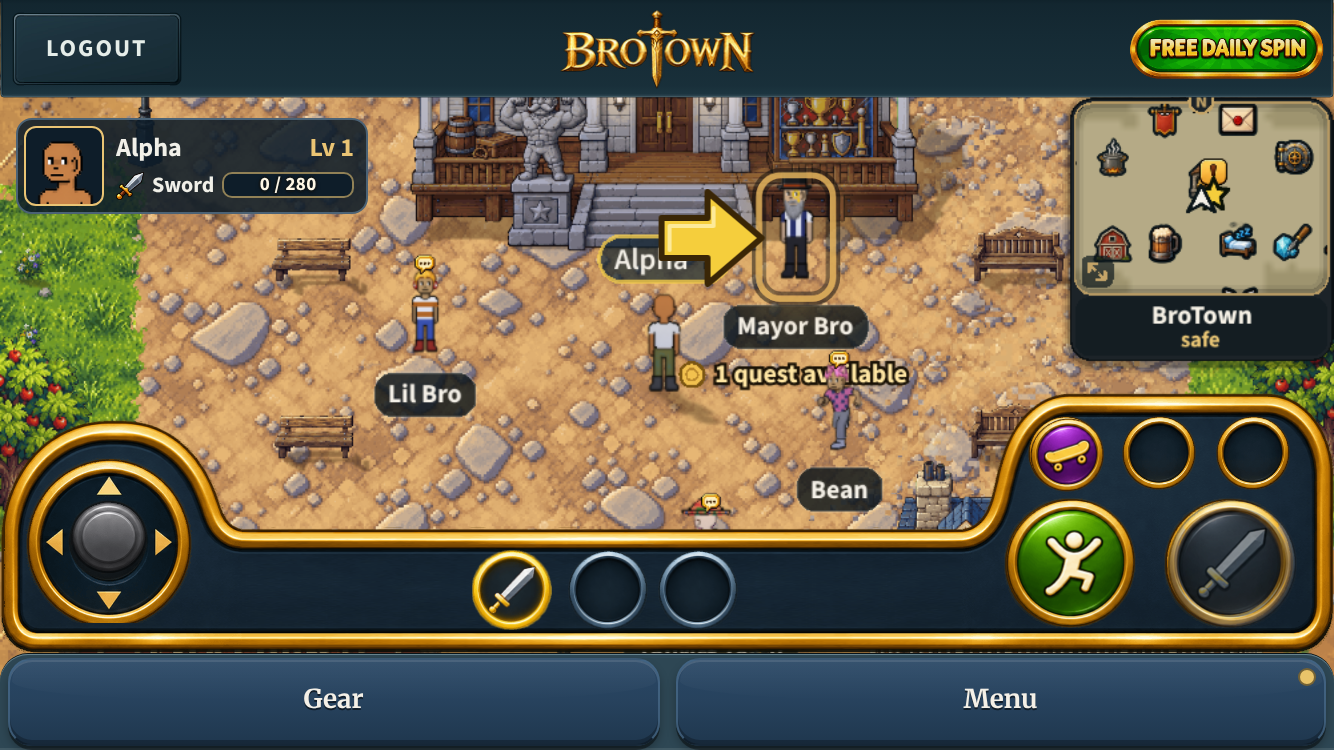 LOGOUT
BROTOWN
FREE DAILY SPIN
Alpha
Lv 1
Sword
0 / 280
N
Alpha
Mayor Bro
1 quest available
Lil Bro
Bean
BroTown
safe
Gear
Menu